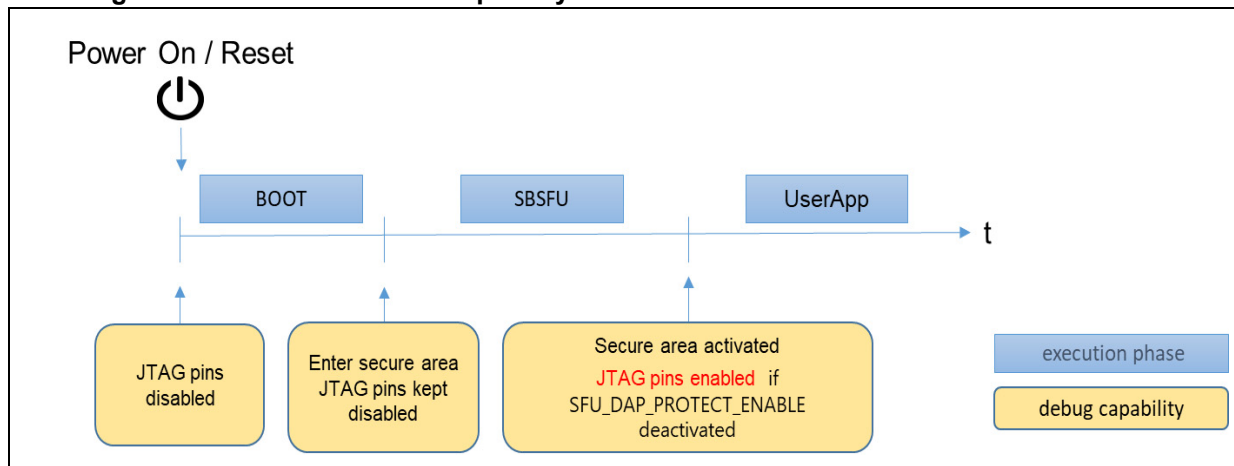 Power On / Reset
BOOT
SBSFU
UserApp
t
JTAG pins
disabled
Enter secure area
JTAG pins kept
disabled
Secure area activated
JTAG pins enabled if
SFU_DAP_PROTECT_ENABLE
deactivated
execution phase
debug capability